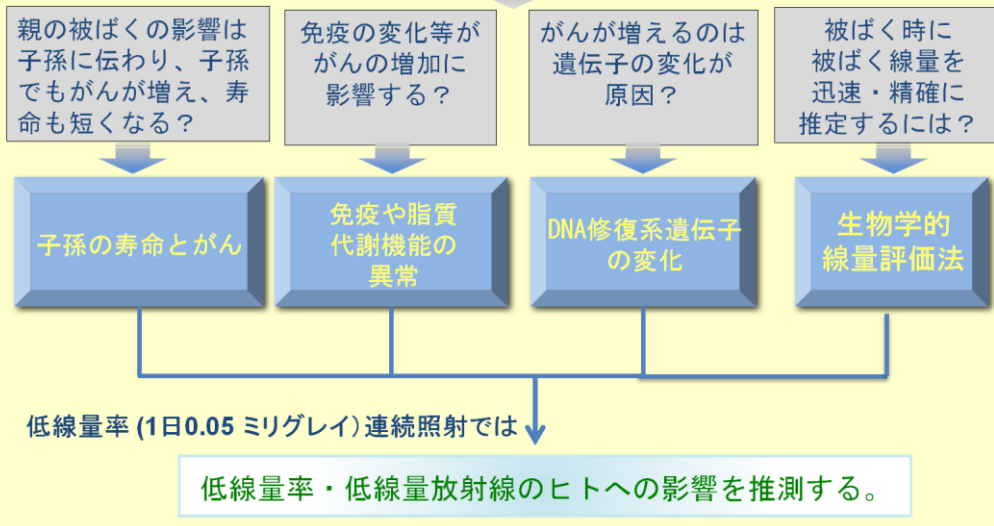 親の被ばくの影響は
子孫に伝わり、子孫
でもがんが増え、寿
命も短くなる？
免疫の変化等が
がんの増加に
影響する？
がんが増えるのは
遺伝子の変化が
原因？
被ばく時に
被ばく線量を
迅速・精確に
推定するには？
子孫の寿命とがん
免疫や脂質
代謝機能の
異常
DNA修復系遺伝子
の変化
生物学的
線量評価法
低線量率 (1日0.05 ミリグレイ) 連続照射では
低線量率・低線量放射線のヒトへの影響を推測する。